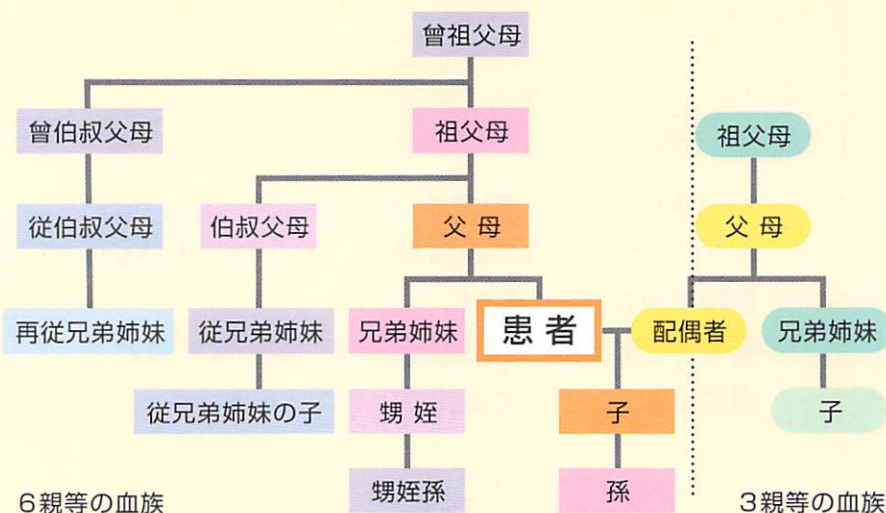 曾祖父母
曾伯叔父母
祖父母
祖父母
従伯叔父母
伯叔父母
父 母
父 母
再従兄弟姉妹
従兄弟姉妹
兄弟姉妹
患 者
配偶者
兄弟姉妹
従兄弟姉妹の子
甥 姪
子
子
甥姪孫
孫
6親等の血族
3親等の血族